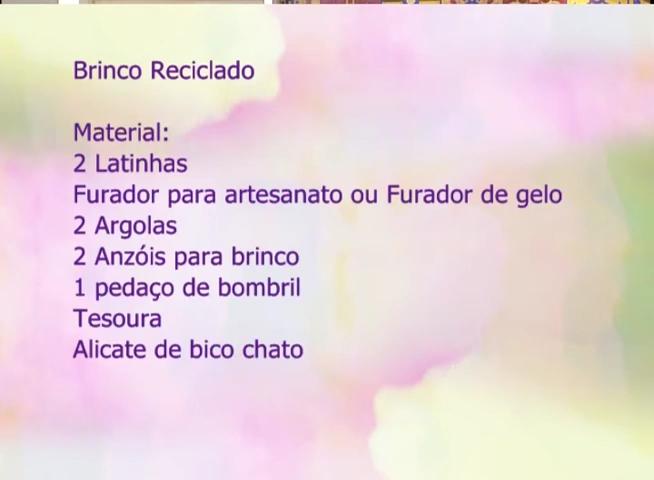 Brinco Reciclado
Material:
2 Latinhas
Furador para artesanato ou Furador de gelo
2 Argolas
2 Anzóis para brinco
1 pedaço de bombril
Tesoura
Alicate de bico chato